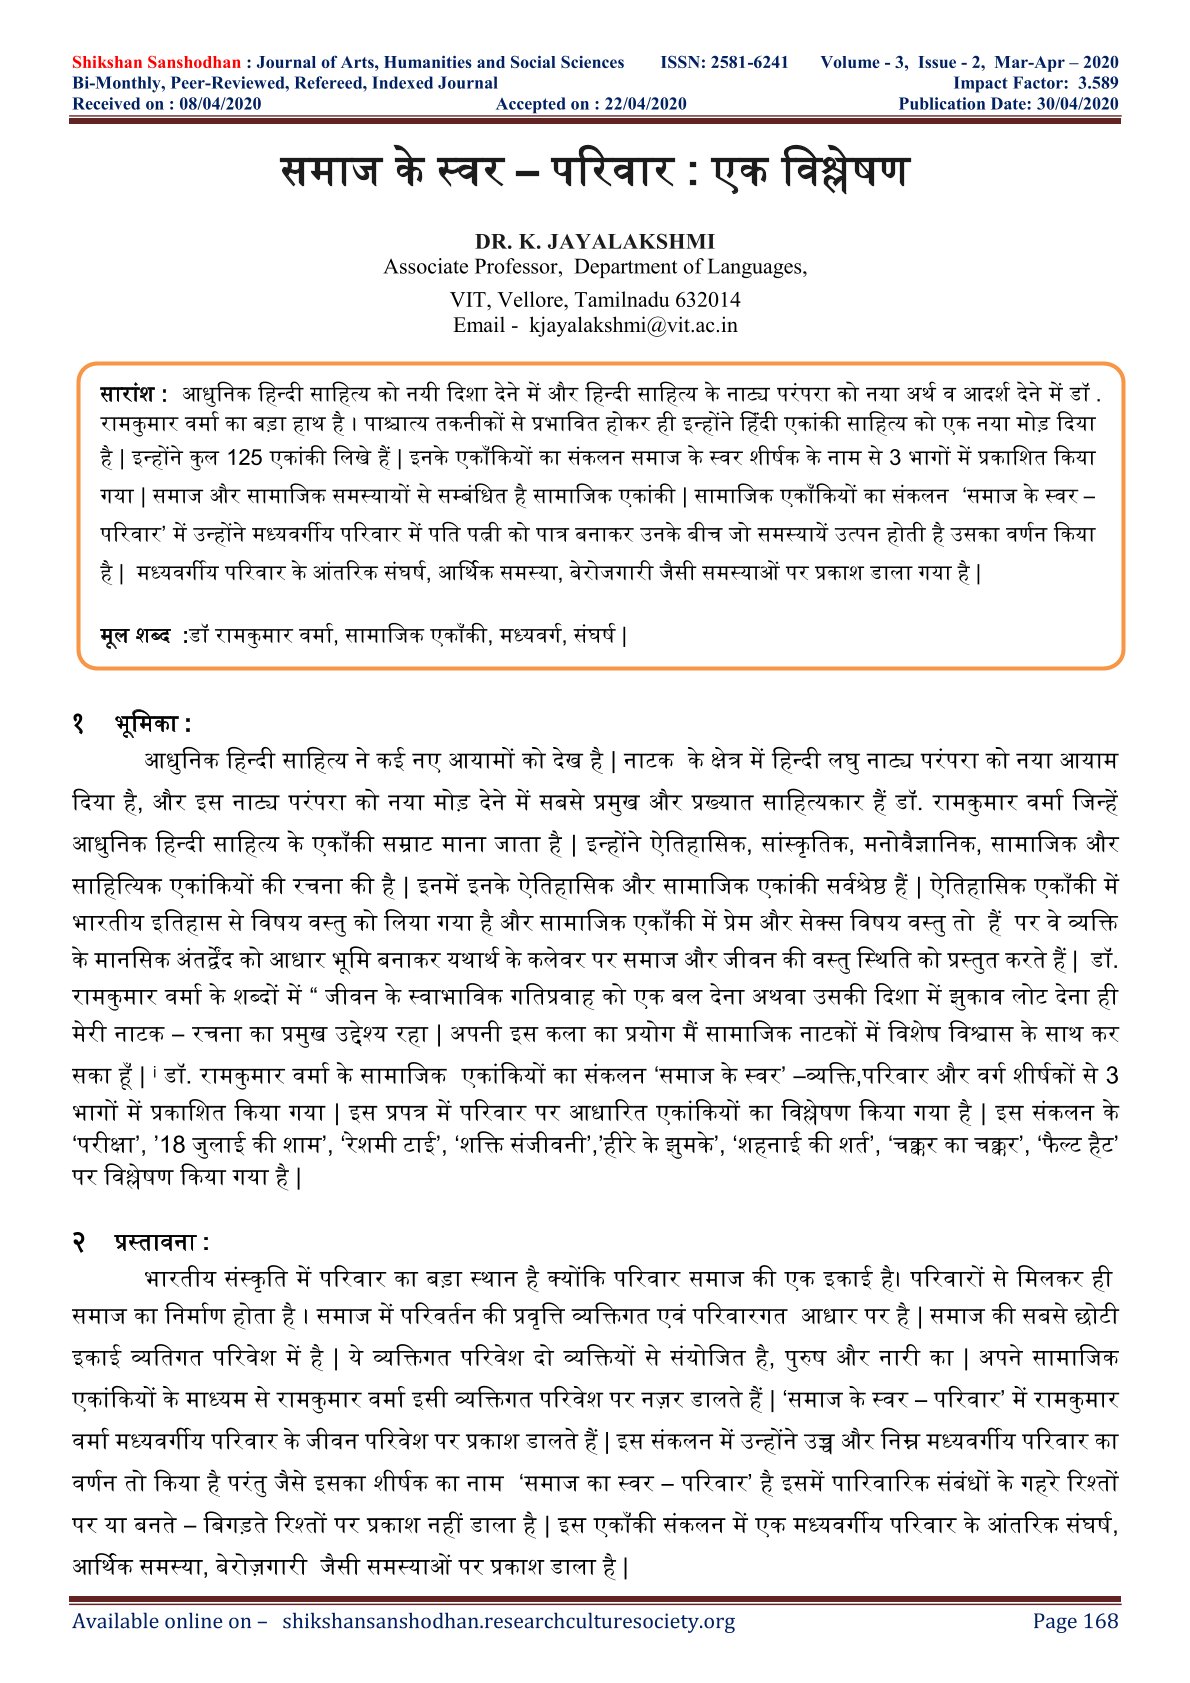 Shikshan Sanshodhan : Journal of Arts, Humanities and Social Sciences ISSN: 2581-6241 Volume - 3, Issue - 2, Mar-Apr – 2020
Bi-Monthly, Peer-Reviewed, Refereed, Indexed Journal Impact Factor: 3.589
Received on : 08/04/2020 Accepted on : 22/04/2020 Publication Date: 30/04/2020
समाज के स्वर – परिवार : एक विश्लेषण
DR. K. JAYALAKSHMI
Associate Professor, Department of Languages,
VIT, Vellore, Tamilnadu 632014
Email - kjayalakshmi@vit.ac.in
सारांश : आधुनिक हिन्दी साहित्य को नयी दिशा देने में और हिन्दी साहित्य के नाट्य परंपरा को नया अर्थ व आदर्श देने में डॉ .
रामकुमार वर्मा का बड़ा हाथ है । पाश्चात्य तकनीकों से प्रभावित होकर ही इन्होंने हिंदी एकांकी साहित्य को एक नया मोड़ दिया
है | इन्होंने कुल 125 एकांकी लिखे हैं | इनके एकाँकियों का संकलन समाज के स्वर शीर्षक के नाम से 3 भागों में प्रकाशित किया
गया | समाज और सामाजिक समस्यायों से सम्बंधित है सामाजिक एकांकी | सामाजिक एकाँकियों का संकलन ‘समाज के स्वर –
परिवार’ में उन्होंने मध्यवर्गीय परिवार में पति पत्नी को पात्र बनाकर उनके बीच जो समस्यायें उत्पन होती है उसका वर्णन किया
है | मध्यवर्गीय परिवार के आंतरिक संघर्ष, आर्थिक समस्या, बेरोजगारी जैसी समस्याओं पर प्रकाश डाला गया है |
मूल शब्द :डॉ रामकुमार वर्मा, सामाजिक एकाँकी, मध्यवर्ग, संघर्ष |
१ भूमिका :
आधुनिक हिन्दी साहित्य ने कई नए आयामों को देख है | नाटक के क्षेत्र में हिन्दी लघु नाट्य परंपरा को नया आयाम
दिया है, और इस नाट्य परंपरा को नया मोड़ देने में सबसे प्रमुख और प्रख्यात साहित्यकार हैं डॉ. रामकुमार वर्मा जिन्हें
आधुनिक हिन्दी साहित्य के एकाँकी सम्राट माना जाता है | इन्होंने ऐतिहासिक, सांस्कृतिक, मनोवैज्ञानिक, सामाजिक और
साहित्यिक एकांकियों की रचना की है | इनमें इनके ऐतिहासिक और सामाजिक एकांकी सर्वश्रेष्ठ हैं | ऐतिहासिक एकाँकी में
भारतीय इतिहास से विषय वस्तु को लिया गया है और सामाजिक एकाँकी में प्रेम और सेक्स विषय वस्तु तो हैं पर वे व्यक्ति
के मानसिक अंतर्द्वेंद को आधार भूमि बनाकर यथार्थ के कलेवर पर समाज और जीवन की वस्तु स्थिति को प्रस्तुत करते हैं | डॉ.
रामकुमार वर्मा के शब्दों में “ जीवन के स्वाभाविक गतिप्रवाह को एक बल देना अथवा उसकी दिशा में झुकाव लोट देना ही
मेरी नाटक – रचना का प्रमुख उद्देश्य रहा | अपनी इस कला का प्रयोग मैं सामाजिक नाटकों में विशेष विश्वास के साथ कर
सका हूँ | i डॉ. रामकुमार वर्मा के सामाजिक एकांकियों का संकलन ‘समाज के स्वर’ –व्यक्ति,परिवार और वर्ग शीर्षकों से 3
भागों में प्रकाशित किया गया | इस प्रपत्र में परिवार पर आधारित एकांकियों का विश्लेषण किया गया है | इस संकलन के
‘परीक्षा’, ’18 जुलाई की शाम’, ‘रेशमी टाई’, ‘शक्ति संजीवनी’,’हीरे के झुमके’, ‘शहनाई की शर्त’, ‘चक्कर का चक्कर’, ‘फैल्ट हैट’
पर विश्लेषण किया गया है |
२ प्रस्तावना :
भारतीय संस्कृति में परिवार का बड़ा स्थान है क्योंकि परिवार समाज की एक इकाई है। परिवारों से मिलकर ही
समाज का निर्माण होता है । समाज में परिवर्तन की प्रवृत्ति व्यक्तिगत एवं परिवारगत आधार पर है | समाज की सबसे छोटी
इकाई व्यतिगत परिवेश में है | ये व्यक्तिगत परिवेश दो व्यक्तियों से संयोजित है, पुरुष और नारी का | अपने सामाजिक
एकांकियों के माध्यम से रामकुमार वर्मा इसी व्यक्तिगत परिवेश पर नज़र डालते हैं | ‘समाज के स्वर – परिवार’ में रामकुमार
वर्मा मध्यवर्गीय परिवार के जीवन परिवेश पर प्रकाश डालते हैं | इस संकलन में उन्होंने उच्च और निम्न मध्यवर्गीय परिवार का
वर्णन तो किया है परंतु जैसे इसका शीर्षक का नाम ‘समाज का स्वर – परिवार’ है इसमें पारिवारिक संबंधों के गहरे रिश्तों
पर या बनते – बिगड़ते रिश्तों पर प्रकाश नहीं डाला है | इस एकाँकी संकलन में एक मध्यवर्गीय परिवार के आंतरिक संघर्ष,
आर्थिक समस्या, बेरोज़गारी जैसी समस्याओं पर प्रकाश डाला है |
Available online on – shikshansanshodhan.researchculturesociety.org Page 168